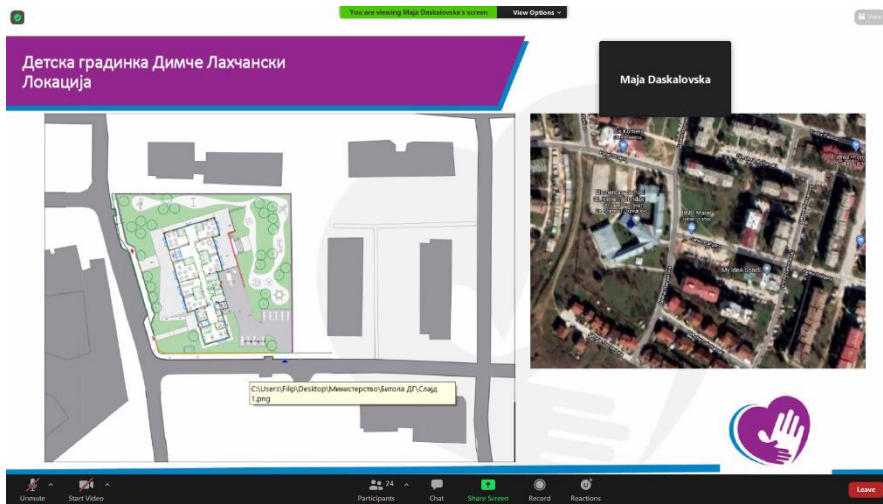 You are viewing Maja Daskalovska's screen
View Options
View
Детска градинка Димче Лахчански
Локација
Maja Daskalovska
C:\Users\Filip\Desktop\Министерство\Битола ДГ\Слајд
1.png
Unmute
Start Video
24
Participants
Chat
Share Screen
Record
Reactions
Leave